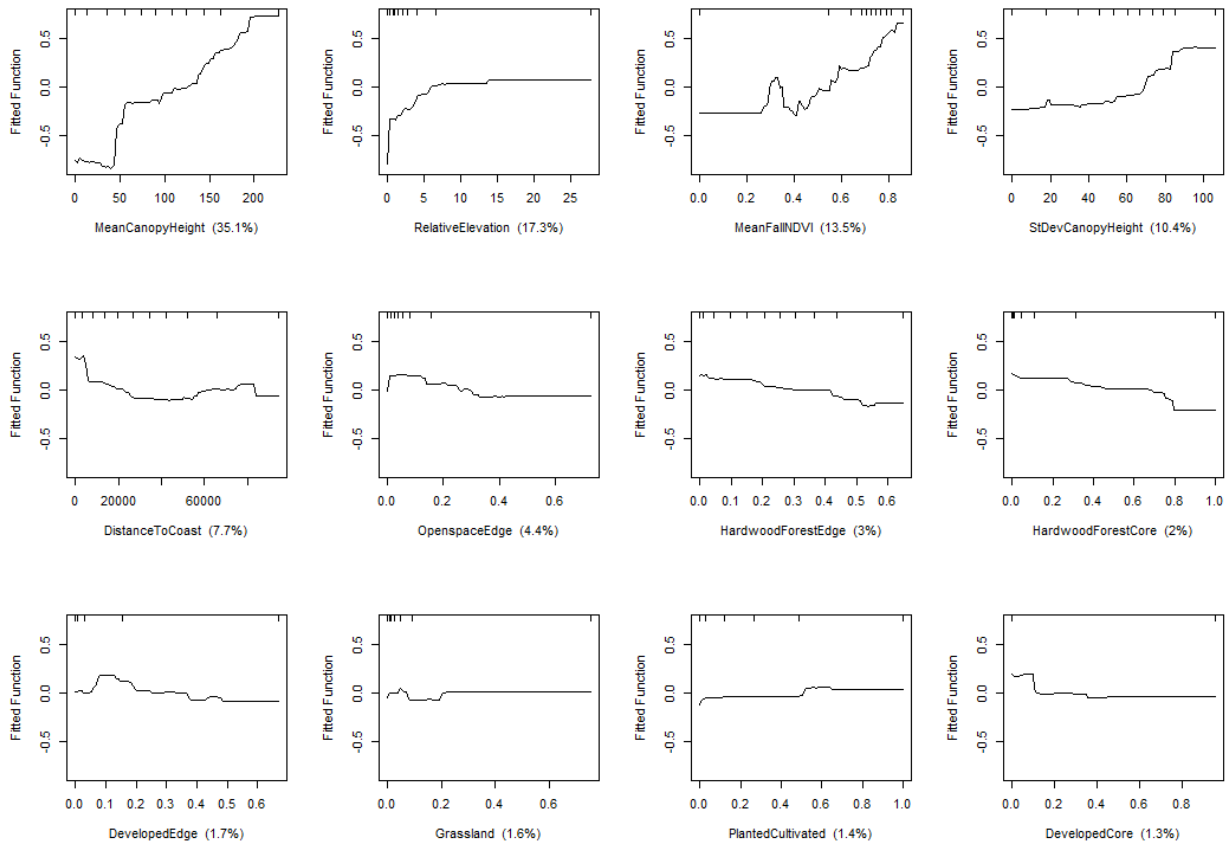 Fitted Function
0.5
0.0
-0.5
0 50 100 150 200
MeanCanopyHeight (35.1%)
Fitted Function
0.5
0.0
-0.5
0 5 10 15 20 25
RelativeElevation (17.3%)
Fitted Function
0.5
0.0
-0.5
0.0 0.2 0.4 0.6 0.8
MeanFallNDVI (13.5%)
Fitted Function
0.5
0.0
-0.5
0 20 40 60 80 100
StDevCanopyHeight (10.4%)
Fitted Function
0.5
0.0
-0.5
0 20000 60000
DistanceToCoast (7.7%)
Fitted Function
0.5
0.0
-0.5
0.0 0.2 0.4 0.6
OpenspaceEdge (4.4%)
Fitted Function
0.5
0.0
-0.5
0.0 0.1 0.2 0.3 0.4 0.5 0.6
HardwoodForestEdge (3%)
Fitted Function
0.5
0.0
-0.5
0.0 0.2 0.4 0.6 0.8 1.0
HardwoodForestCore (2%)
Fitted Function
0.5
0.0
-0.5
0.0 0.1 0.2 0.3 0.4 0.5 0.6
DevelopedEdge (1.7%)
Fitted Function
0.5
0.0
-0.5
0.0 0.2 0.4 0.6
Grassland (1.6%)
Fitted Function
0.5
0.0
-0.5
0.0 0.2 0.4 0.6 0.8 1.0
PlantedCultivated (1.4%)
Fitted Function
0.5
0.0
-0.5
0.0 0.2 0.4 0.6 0.8
DevelopedCore (1.3%)